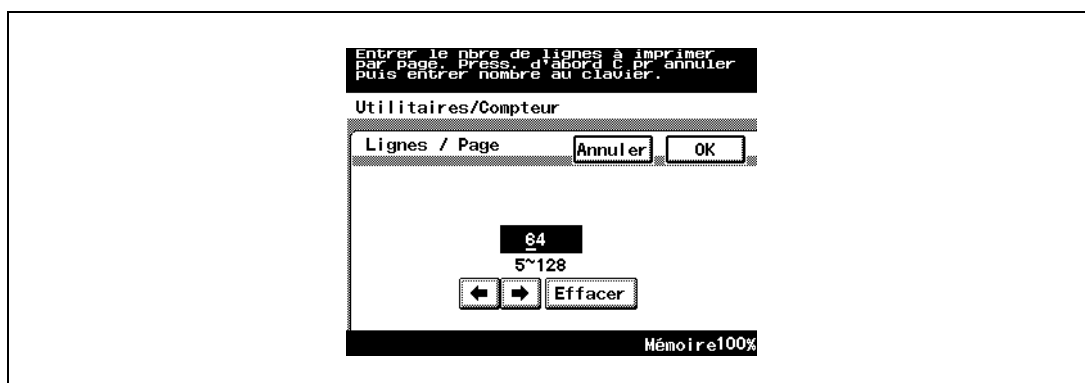 Entrer le nbre de lignes à imprimer
par page. Press. d'abord C pr annuler
puis entrer nombre au clavier.
Utilitaires/Compteur
Lignes / Page
Annuler
OK
64
5~128
Effacer
Mémoire100%